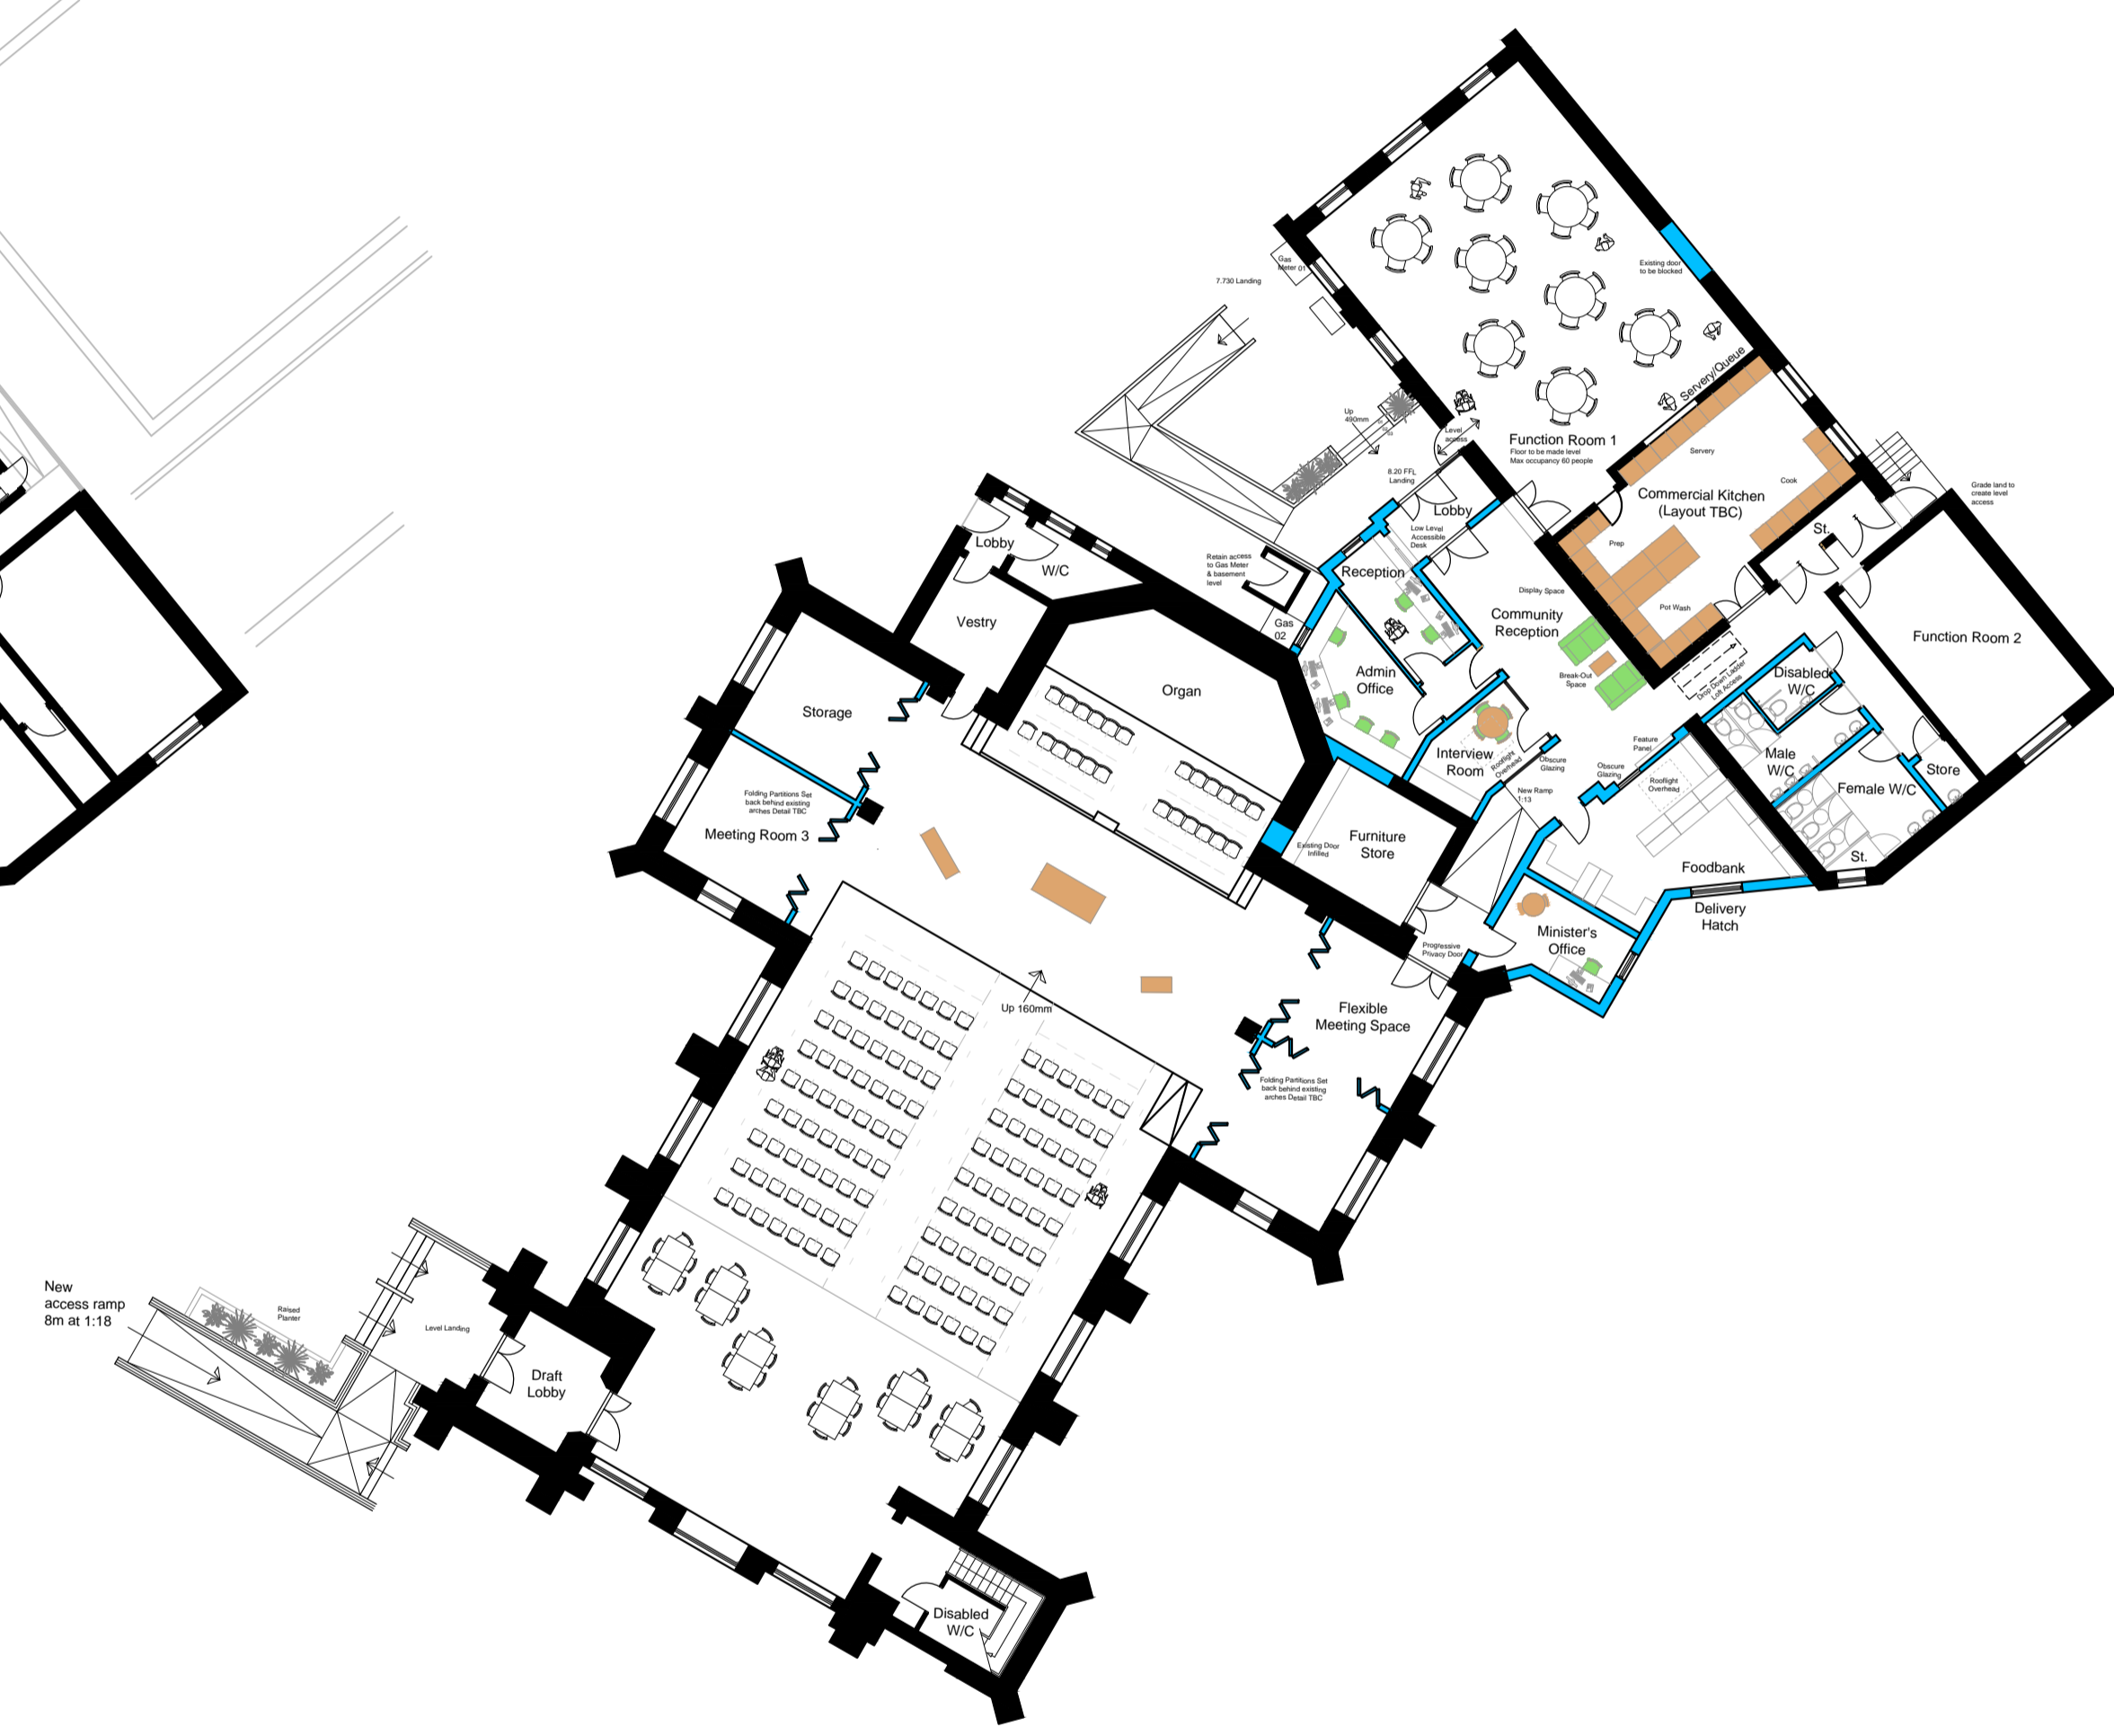 Gas
Meter 01
7.730 Landing
Existing door
to be blocked
Servery/Queue
Up
490mm
Level
access
Function Room 1
Floor to be made level
Max occupancy 60 people
Servery
Cook
Commercial Kitchen
(Layout TBC)
Grade land to
create level
access
8.20 FFL
Landing
Lobby
St.
Low Level
Accessible
Desk
Prep
Lobby
W/C
Retain access
to Gas Meter
& basement
level
Reception
Display Space
Pot Wash
Community
Reception
Function Room 2
Vestry
Gas
02
Admin
Office
Break-Out
Space
Drop Down Ladder
Loft Access
Disabled
W/C
Organ
Storage
Interview
Room
Rooflight
Overhead
Obscure
Glazing
Feature
Panel
Obscure
Glazing
Rooflight
Overhead
Male
W/C
Store
Female W/C
New Ramp
1:13
Folding Partitions Set
back behind existing
arches Detail TBC
Meeting Room 3
Existing Door
Infilled
Furniture
Store
St.
Foodbank
Delivery
Hatch
Minister's
Office
Progressive
Privacy Door
Up 160mm
Flexible
Meeting Space
Folding Partitions Set
back behind existing
arches Detail TBC
New
access ramp
8m at 1:18
Raised
Planter
Level Landing
Draft
Lobby
Disabled
W/C